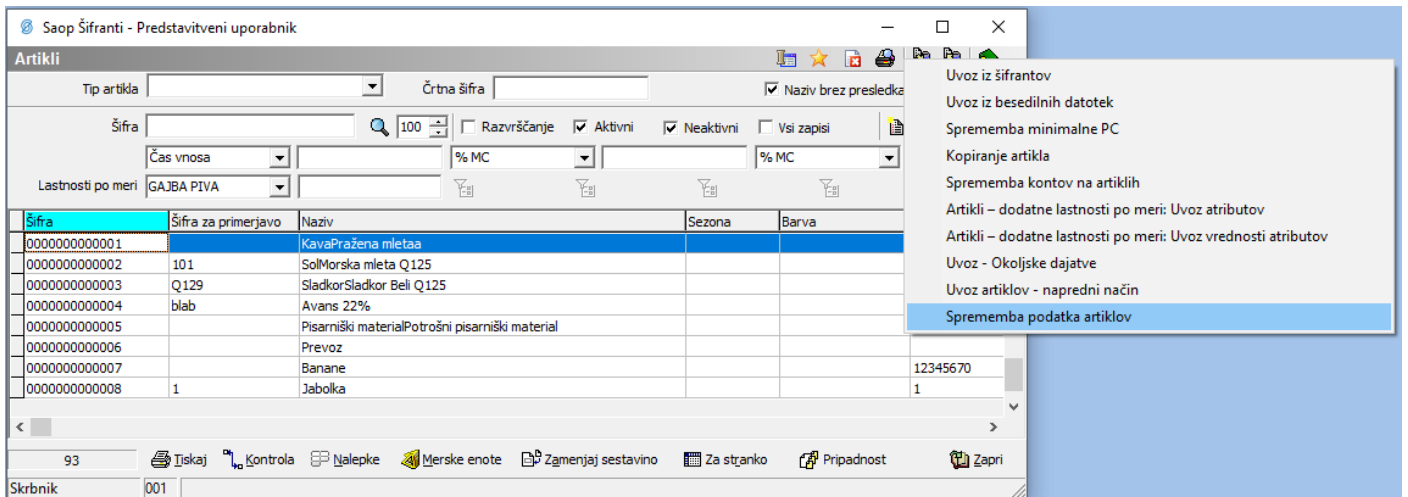 Saop Šifranti - Predstavitveni uporabnik
Artikli
Tip artikla Črtna šifra Naziv brez presledka
Šifra 100 Razvrščanje Aktivni Neaktivni Vsi zapisi
Čas vnosa % MC % MC
Lastnosti po meri GAJBA PIVA
Šifra Šifra za primerjavo Naziv Sezona Barva
0000000000001 KavaPražena mletaa
0000000000002 101 SolMorska mleta Q125
0000000000003 Q129 SladkorSladkor Beli Q125
0000000000004 blab Avans 22%
0000000000005 Pisarniški materialPotrošni pisarniški material
0000000000006 Prevoz
0000000000007 Banane 12345670
0000000000008 1 Jabolka 1
93 Tiskaj Kontrola Nalepke Merske enote Zamenjaj sestavino Za stranko Pripadnost Zapri
Skrbnik 001
Uvoz iz šifrantov
Uvoz iz besedilnih datotek
Sprememba minimalne PC
Kopiranje artikla
Sprememba kontov na artiklih
Artikli – dodatne lastnosti po meri: Uvoz atributov
Artikli – dodatne lastnosti po meri: Uvoz vrednosti atributov
Uvoz - Okoljske dajatve
Uvoz artiklov - napredni način
Sprememba podatka artiklov